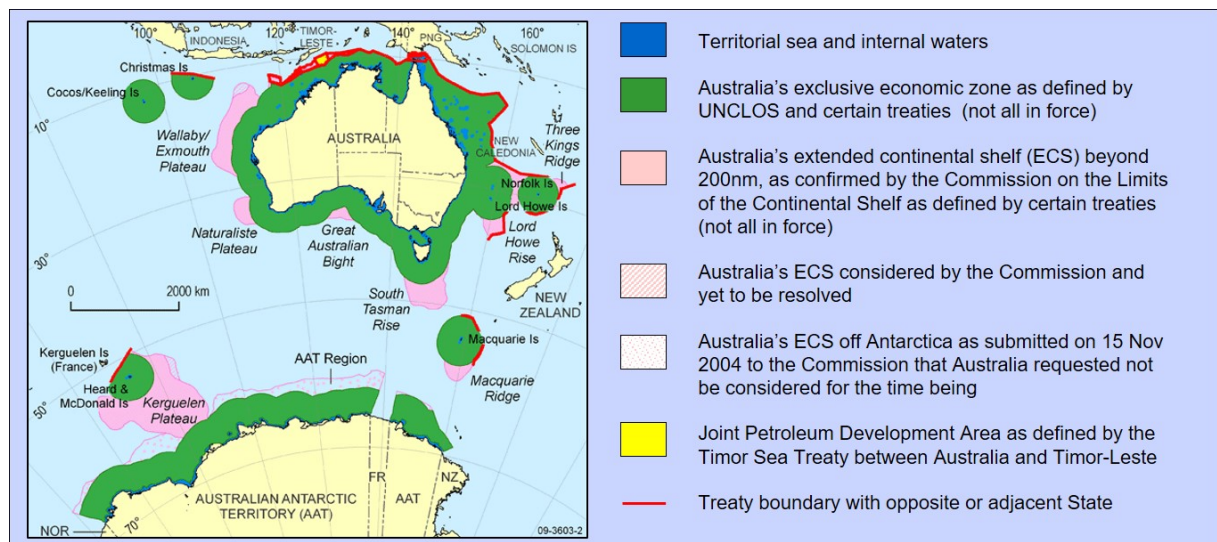 100°
120°
TIMOR-
LESTE
140°
PNG
160°
INDONESIA
SOLOMON IS
Christmas Is
Cocos/Keeling Is
10°
Wallaby/
Exmouth
Plateau
AUSTRALIA
NEW
CALEDONIA
Three
Kings
Ridge
Norfolk Is
Lord Howe Is
Naturaliste
Plateau
Great
Australian
Bight
Lord
Howe
Rise
30°
0
2000 km
South
Tasman
Rise
NEW
ZEALAND
Kerguelen Is
(France)
AAT Region
Macquarie Is
Heard &
McDonald Is
Kerguelen
Plateau
Macquarie
Ridge
50°
AUSTRALIAN ANTARCTIC
TERRITORY (AAT)
FR
AAT
NZ
NOR
70°
09-3603-2
Territorial sea and internal waters
Australia's exclusive economic zone as defined by
UNCLOS and certain treaties (not all in force)
Australia's extended continental shelf (ECS) beyond
200nm, as confirmed by the Commission on the Limits
of the Continental Shelf as defined by certain treaties
(not all in force)
Australia's ECS considered by the Commission and
yet to be resolved
Australia's ECS off Antarctica as submitted on 15 Nov
2004 to the Commission that Australia requested not
be considered for the time being
Joint Petroleum Development Area as defined by the
Timor Sea Treaty between Australia and Timor-Leste
Treaty boundary with opposite or adjacent State